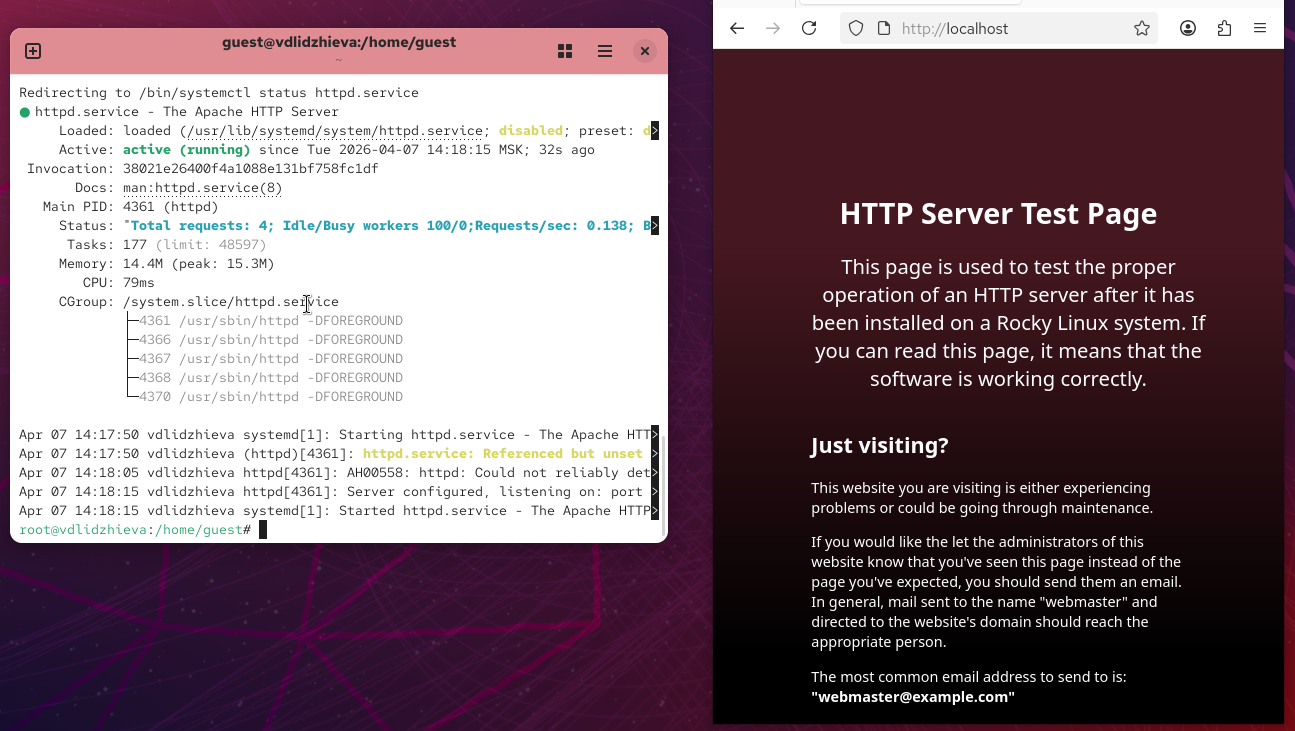 guest@vdlidzhieva:/home/guest
~
Redirecting to /bin/systemctl status httpd.service
● httpd.service - The Apache HTTP Server
Loaded: loaded (/usr/lib/systemd/system/httpd.service; disabled; preset: d>
Active: active (running) since Tue 2026-04-07 14:18:15 MSK; 32s ago
Invocation: 38021e26400f4a1088e131bf758fc1df
Docs: man:httpd.service(8)
Main PID: 4361 (httpd)
Status: "Total requests: 4; Idle/Busy workers 100/0;Requests/sec: 0.138; B>
Tasks: 177 (limit: 48597)
Memory: 14.4M (peak: 15.3M)
CPU: 79ms
CGroup: /system.slice/httpd.service
├─4361 /usr/sbin/httpd -DFOREGROUND
├─4366 /usr/sbin/httpd -DFOREGROUND
├─4367 /usr/sbin/httpd -DFOREGROUND
├─4368 /usr/sbin/httpd -DFOREGROUND
└─4370 /usr/sbin/httpd -DFOREGROUND
Apr 07 14:17:50 vdlidzhieva systemd[1]: Starting httpd.service - The Apache HTT>
Apr 07 14:17:50 vdlidzhieva (httpd)[4361]: httpd.service: Referenced but unset >
Apr 07 14:18:05 vdlidzhieva httpd[4361]: AH00558: httpd: Could not reliably det>
Apr 07 14:18:15 vdlidzhieva httpd[4361]: Server configured, listening on: port >
Apr 07 14:18:15 vdlidzhieva systemd[1]: Started httpd.service - The Apache HTTP>
root@vdlidzhieva:/home/guest#
http://localhost
HTTP Server Test Page
This page is used to test the proper
operation of an HTTP server after it has
been installed on a Rocky Linux system. If
you can read this page, it means that the
software is working correctly.
Just visiting?
This website you are visiting is either experiencing
problems or could be going through maintenance.
If you would like the let the administrators of this
website know that you've seen this page instead of the
page you've expected, you should send them an email.
In general, mail sent to the name "webmaster" and
directed to the website's domain should reach the
appropriate person.
The most common email address to send to is:
"webmaster@example.com"